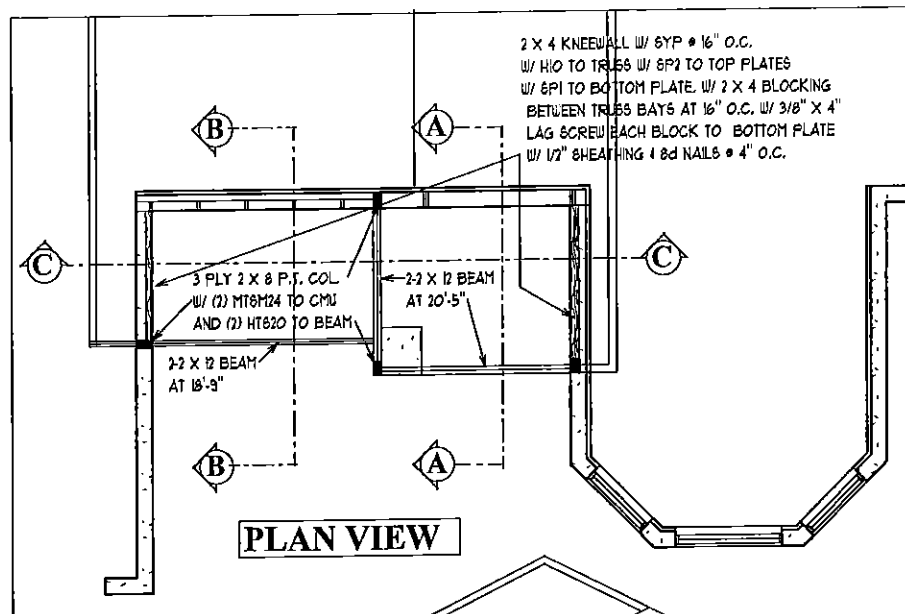 2 X 4 KNEEWALL W/ SYP @ 16" O.C.
W/ H10 TO TRUSS W/ SP2 TO TOP PLATES
W/ SP1 TO BOTTOM PLATE. W/ 2 X 4 BLOCKING
BETWEEN TRUSS BAYS AT 16" O.C. W/ 3/8" X 4"
LAG SCREW EACH BLOCK TO BOTTOM PLATE
W/ 1/2" SHEATHING & 8d NAILS @ 4" O.C.
B
A
C
C
3 PLY 2 X 8 P.T. COL
W/ (2) MTSM24 TO CMU
AND (2) HTS20 TO BEAM
2-2 X 12 BEAM
AT 20'-5"
2-2 X 12 BEAM
AT 18'-9"
B
A
PLAN VIEW